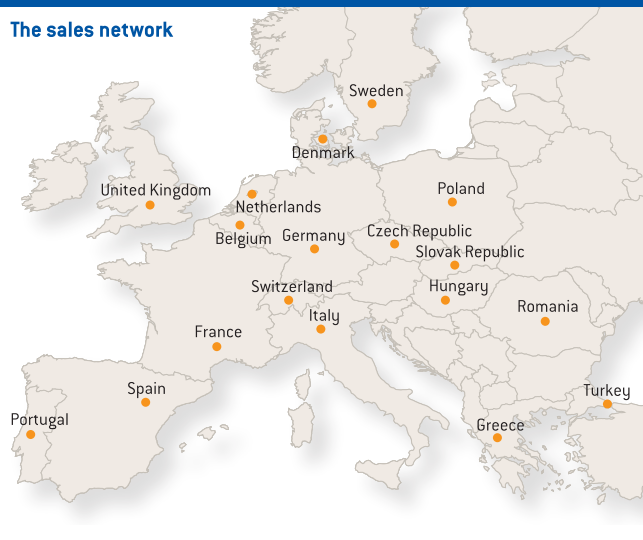 The sales network
Sweden
Denmark
United Kingdom
Poland
Netherlands
Belgium
Germany
Czech Republic
Slovak Republic
Switzerland
Hungary
Italy
Romania
France
Spain
Turkey
Portugal
Greece